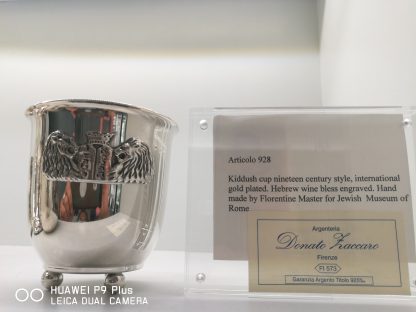 Articolo 928
Kiddush cup nineteen century style, international
gold plated. Hebrew wine bless engraved. Hand
made by Florentine Master for Jewish Museum of
Rome
Argenteria
Donato Zaccaro
Firenze
FI 573
Garanzia Argento Titolo 925‰
HUAWEI P9 Plus
LEICA DUAL CAMERA